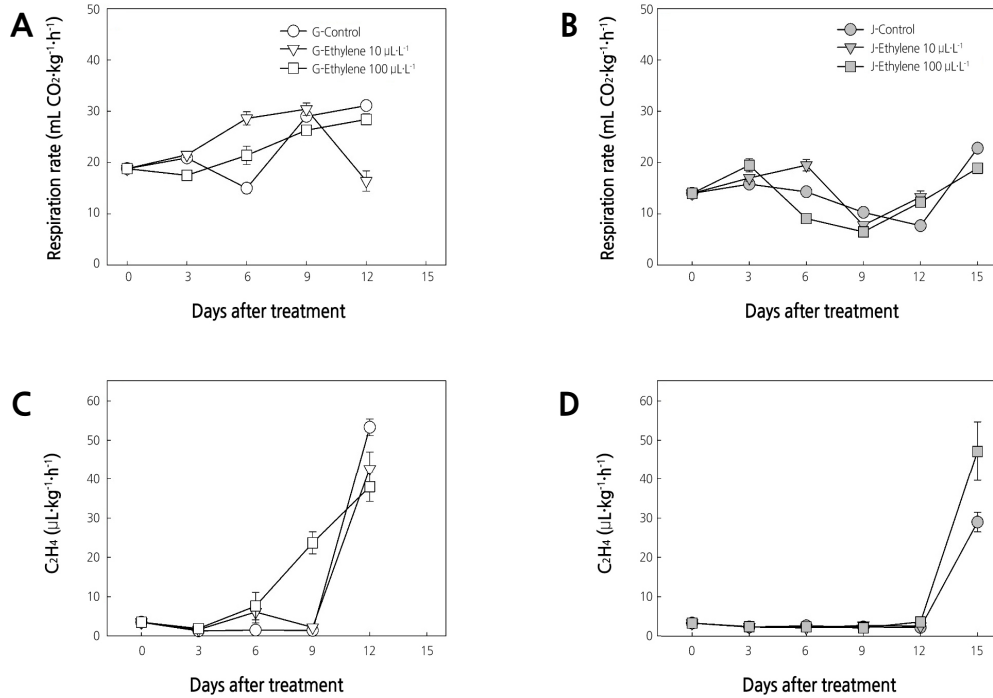 A
Respiration rate (mL CO₂·kg⁻¹·h⁻¹)
50
40
30
20
10
0
G-Control
G-Ethylene 10 µL·L⁻¹
G-Ethylene 100 µL·L⁻¹
0 3 6 9 12 15
Days after treatment
B
Respiration rate (mL CO₂·kg⁻¹·h⁻¹)
50
40
30
20
10
0
J-Control
J-Ethylene 10 µL·L⁻¹
J-Ethylene 100 µL·L⁻¹
0 3 6 9 12 15
Days after treatment
C
C₂H₄ (µL·kg⁻¹·h⁻¹)
60
50
40
30
20
10
0
0 3 6 9 12 15
Days after treatment
D
C₂H₄ (µL·kg⁻¹·h⁻¹)
60
50
40
30
20
10
0
0 3 6 9 12 15
Days after treatment